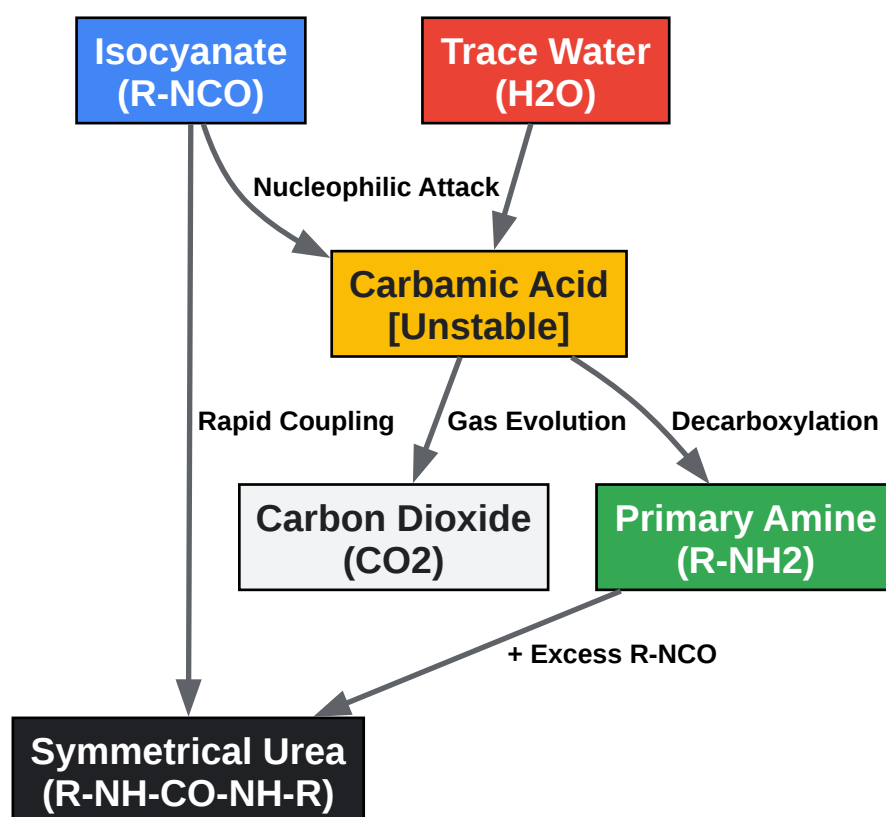 Isocyanate
(R-NCO)
Trace Water
(H2O)
Nucleophilic Attack
Carbamic Acid
[Unstable]
Rapid Coupling
Gas Evolution
Decarboxylation
Carbon Dioxide
(CO2)
Primary Amine
(R-NH2)
+ Excess R-NCO
Symmetrical Urea
(R-NH-CO-NH-R)